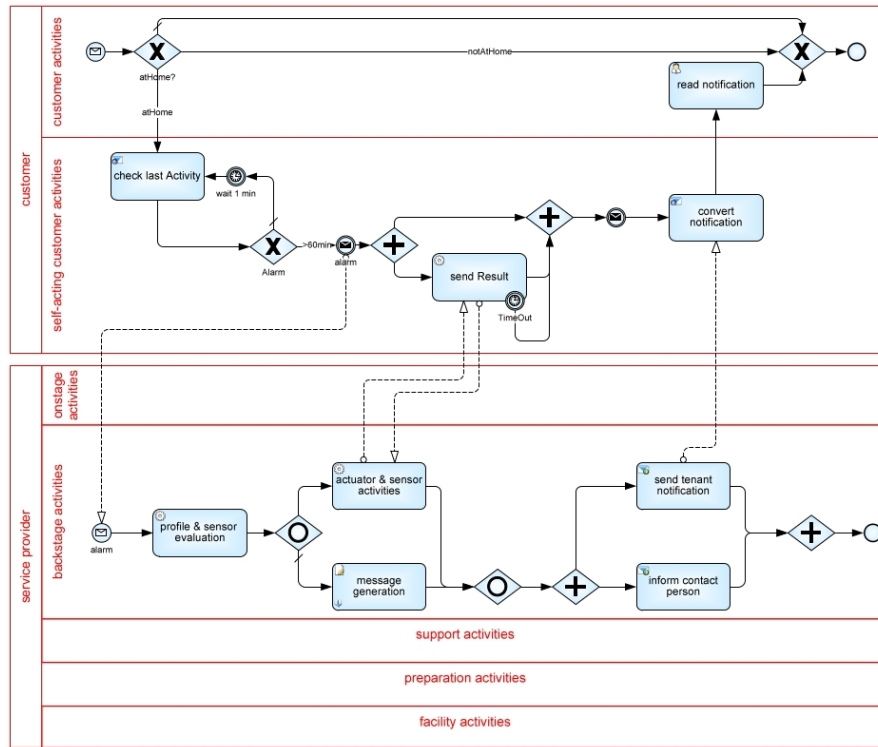 customer
customer activities
atHome?
notAtHome
atHome
read notification
self-acting customer activities
check last Activity
wait 1 min
Alarm
>60min
alarm
send Result
TimeOut
convert
notification
service provider
onstage
activities
backstage activities
alarm
profile & sensor
evaluation
actuator & sensor
activities
message
generation
send tenant
notification
inform contact
person
support activities
preparation activities
facility activities